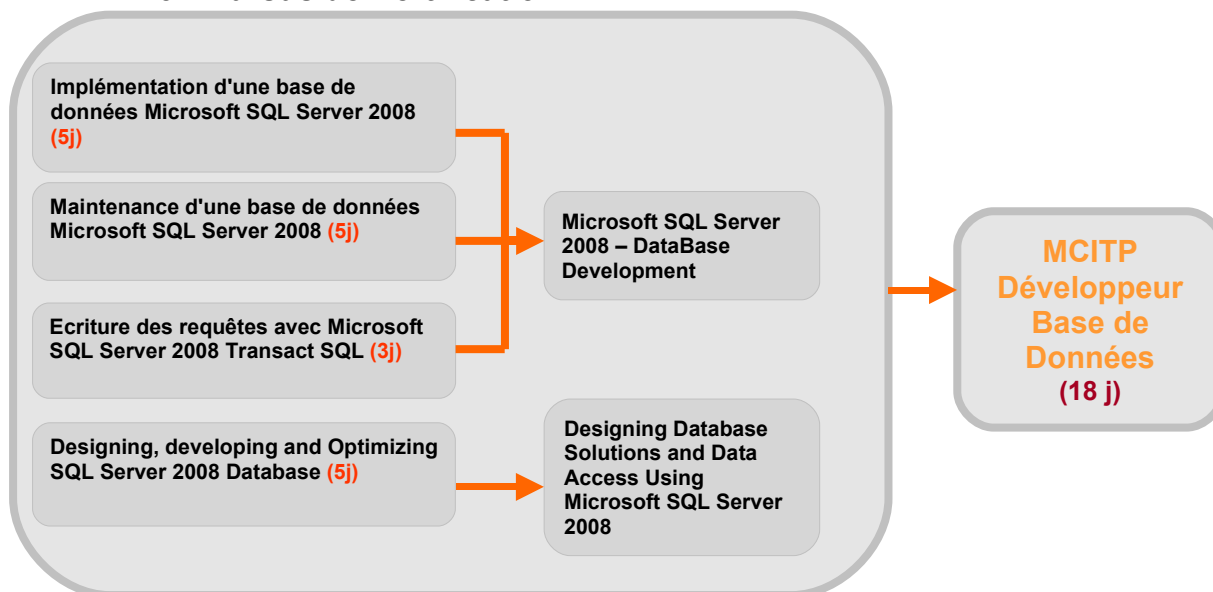 Implémentation d'une base de
données Microsoft SQL Server 2008
(5j)
Maintenance d'une base de données
Microsoft SQL Server 2008 (5j)
Ecriture des requêtes avec Microsoft
SQL Server 2008 Transact SQL (3j)
Designing, developing and Optimizing
SQL Server 2008 Database (5j)
Microsoft SQL Server
2008 – DataBase
Development
Designing Database
Solutions and Data
Access Using
Microsoft SQL Server
2008
MCITP
Développeur
Base de
Données
(18 j)